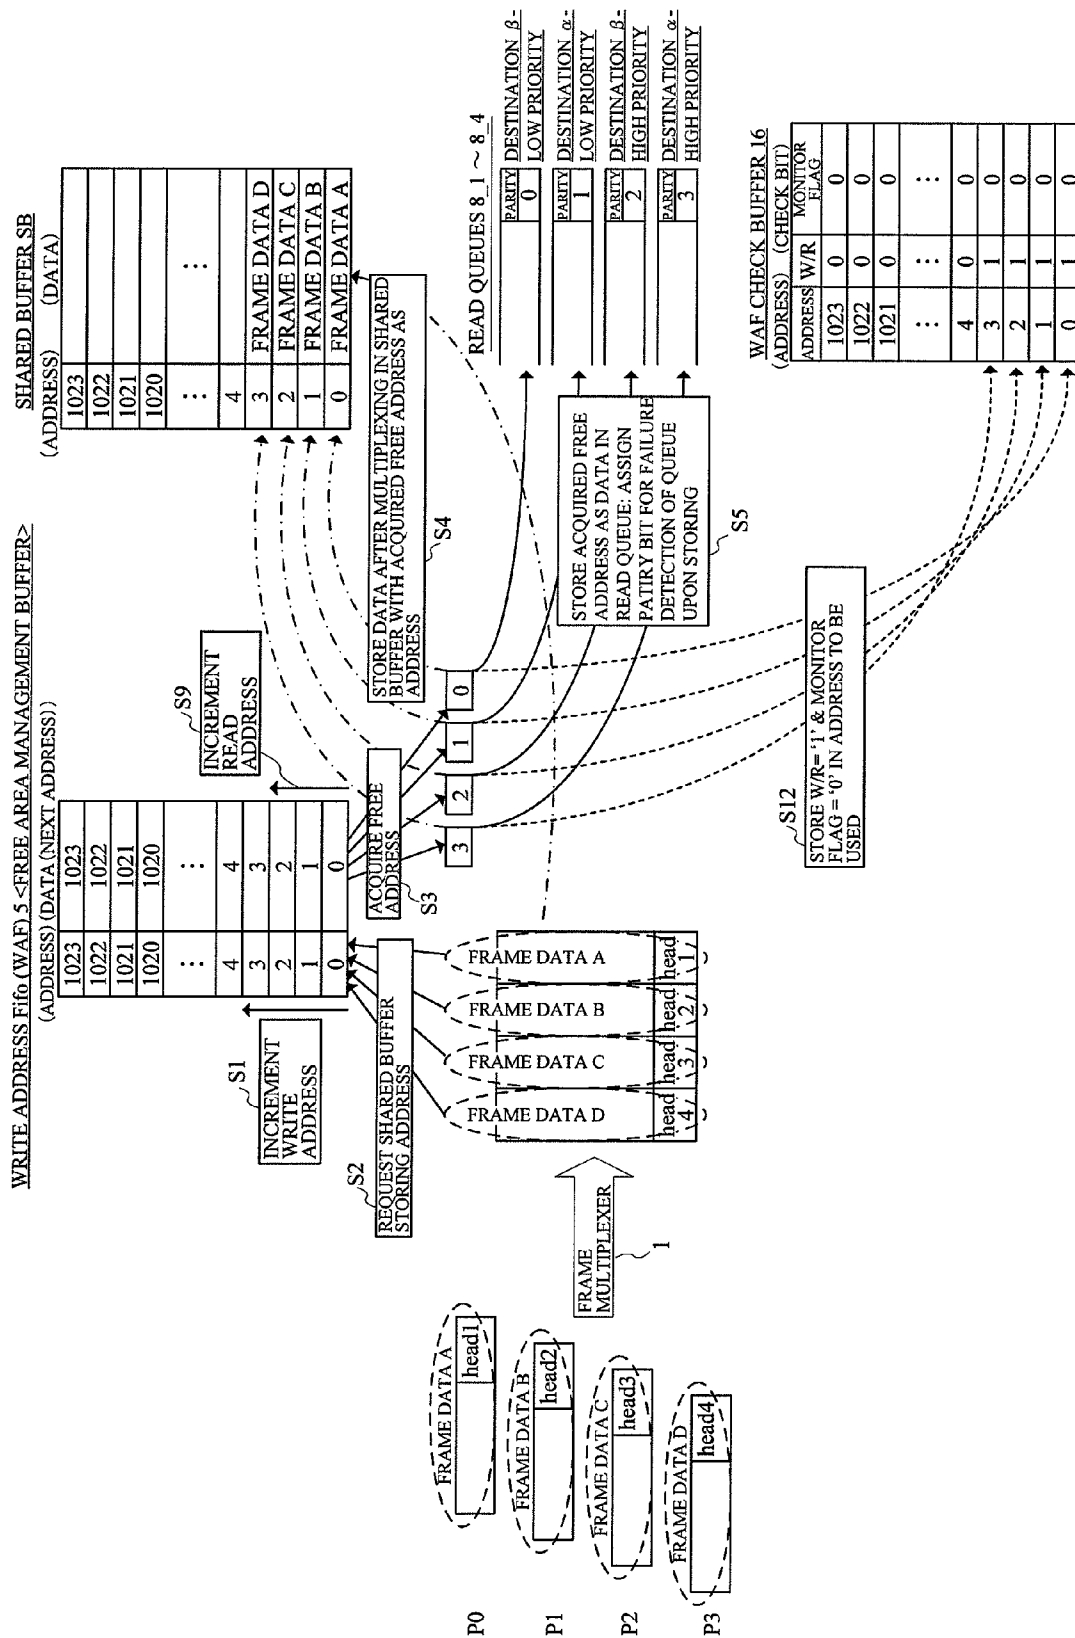 WRITE ADDRESS Fifo (WAF) 5 <FREE AREA MANAGEMENT BUFFER>
(ADDRESS) (DATA (NEXT ADDRESS))
1023 1023
1022 1022
1021 1021
1020 1020
⋮ ⋮
4 4
3 3
2 2
1 1
0 0
S1
INCREMENT
WRITE
ADDRESS
S9
INCREMENT
READ
ADDRESS
SHARED BUFFER SB
(ADDRESS) (DATA)
1023
1022
1021
1020
⋮ ⋮
4
3 FRAME DATA D
2 FRAME DATA C
1 FRAME DATA B
0 FRAME DATA A
S2
REQUEST SHARED BUFFER
STORING ADDRESS
ACQUIRE FREE
ADDRESS
S3
STORE DATA AFTER MULTIPLEXING IN SHARED
BUFFER WITH ACQUIRED FREE ADDRESS AS
ADDRESS
S4
3 2 1 0
P0
FRAME DATA A
head1
P1
FRAME DATA B
head2
P2
FRAME DATA C
head3
P3
FRAME DATA D
head4
FRAME
MULTIPLEXER
1
FRAME DATA D
head
4
FRAME DATA C
head
3
FRAME DATA B
head
2
FRAME DATA A
head
1
READ QUEUES 8_1 ~ 8_4
PARITY
0
DESTINATION β-
LOW PRIORITY
PARITY
1
DESTINATION α-
LOW PRIORITY
PARITY
2
DESTINATION β-
HIGH PRIORITY
PARITY
3
DESTINATION α-
HIGH PRIORITY
STORE ACQUIRED FREE
ADDRESS AS DATA IN
READ QUEUE: ASSIGN
PATIRY BIT FOR FAILURE
DETECTION OF QUEUE
UPON STORING
S5
S12
STORE W/R= ‘1’ & MONITOR
FLAG = ‘0’ IN ADDRESS TO BE
USED
WAF CHECK BUFFER 16
(ADDRESS) (CHECK BIT)
ADDRESS W/R MONITOR
FLAG
1023 0 0
1022 0 0
1021 0 0
⋮ ⋮ ⋮
4 0 0
3 1 0
2 1 0
1 1 0
0 1 0